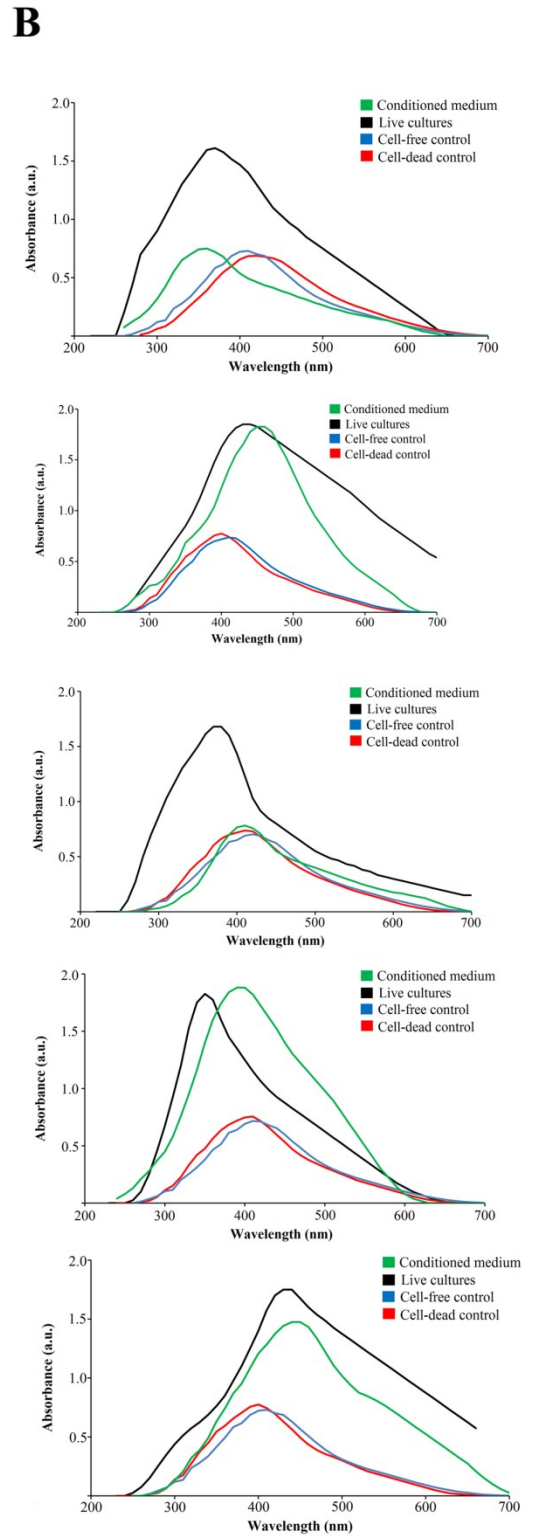 B
2.0
1.5
1.0
0.5
Absorbance (a.u.)
Conditioned medium
Live cultures
Cell-free control
Cell-dead control
200 300 400 500 600 700
Wavelength (nm)
2.0
1.5
1.0
0.5
Absorbance (a.u.)
Conditioned medium
Live cultures
Cell-free control
Cell-dead control
200 300 400 500 600 700
Wavelength (nm)
2.0
1.5
1.0
0.5
Absorbance (a.u.)
Conditioned medium
Live cultures
Cell-free control
Cell-dead control
200 300 400 500 600 700
Wavelength (nm)
2.0
1.5
1.0
0.5
Absorbance (a.u.)
Conditioned medium
Live cultures
Cell-free control
Cell-dead control
200 300 400 500 600 700
Wavelength (nm)
2.0
1.5
1.0
0.5
Absorbance (a.u.)
Conditioned medium
Live cultures
Cell-free control
Cell-dead control
200 300 400 500 600 700
Wavelength (nm)